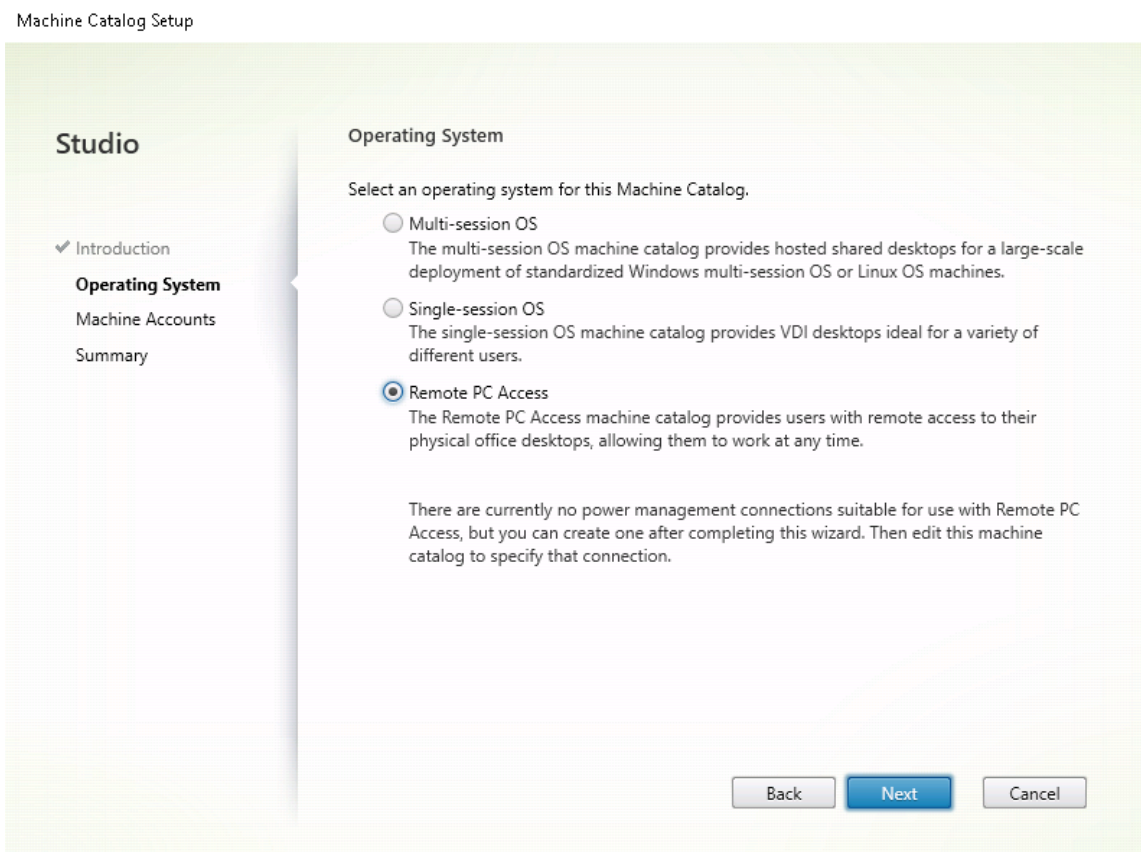 Machine Catalog Setup
Studio
Introduction
Operating System
Machine Accounts
Summary
Operating System
Select an operating system for this Machine Catalog.
Multi-session OS
The multi-session OS machine catalog provides hosted shared desktops for a large-scale
deployment of standardized Windows multi-session OS or Linux OS machines.
Single-session OS
The single-session OS machine catalog provides VDI desktops ideal for a variety of
different users.
Remote PC Access
The Remote PC Access machine catalog provides users with remote access to their
physical office desktops, allowing them to work at any time.
There are currently no power management connections suitable for use with Remote PC
Access, but you can create one after completing this wizard. Then edit this machine
catalog to specify that connection.
Back
Next
Cancel